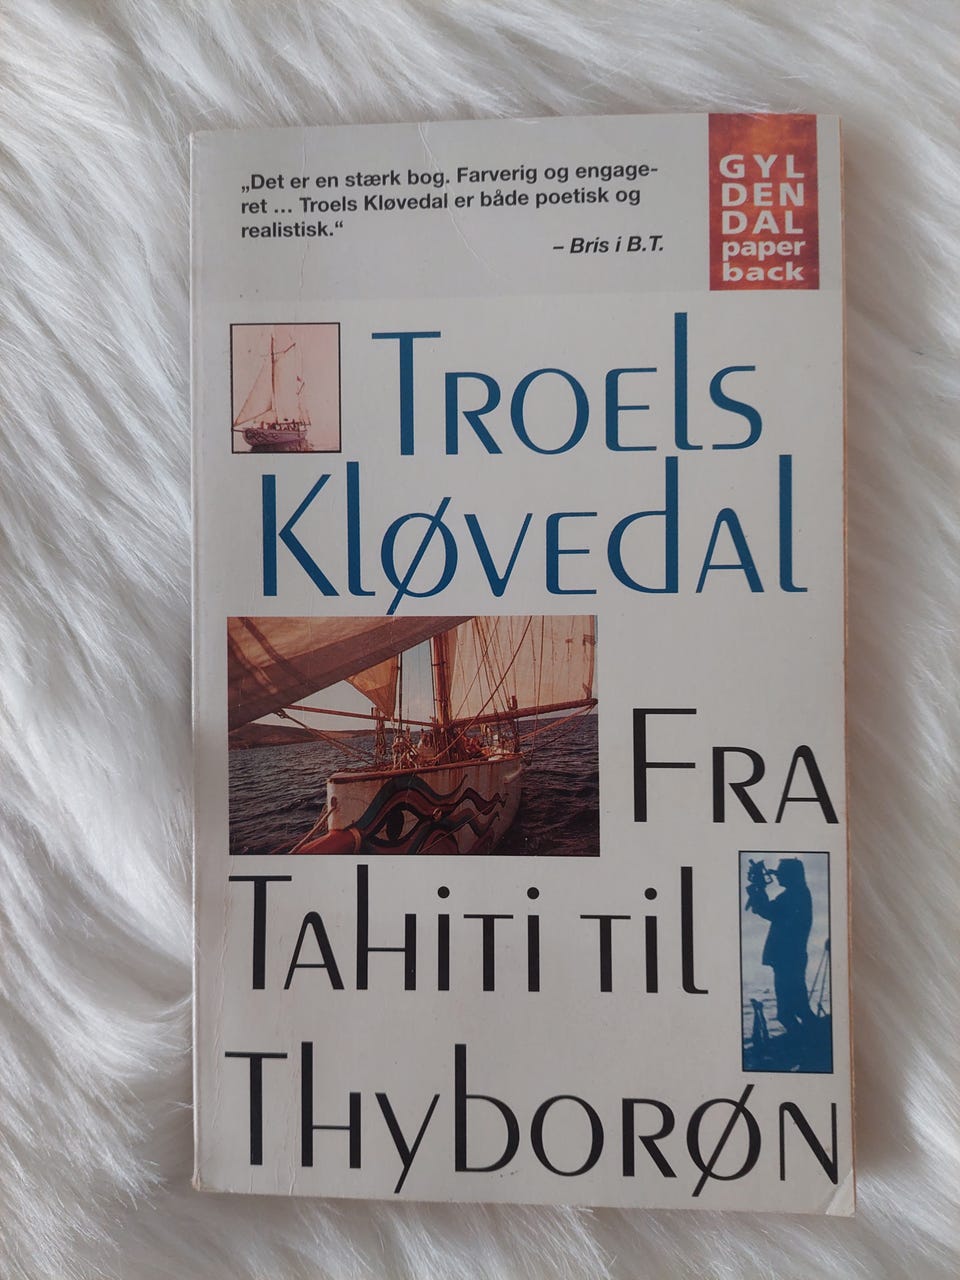 „Det er en stærk bog. Farverig og engage-
ret ... Troels Kløvedal er både poetisk og
realistisk.“
– Bris i B.T.
GYL
DEN
DAL
paper
back
Troels
Kløvedal
Fra
Tahiti til
Thyborøn